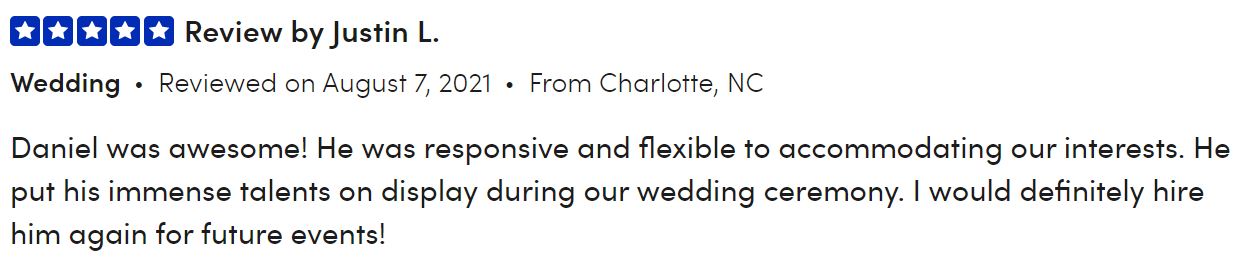 Review by Justin L.
Wedding • Reviewed on August 7, 2021 • From Charlotte, NC
Daniel was awesome! He was responsive and flexible to accommodating our interests. He
put his immense talents on display during our wedding ceremony. I would definitely hire
him again for future events!